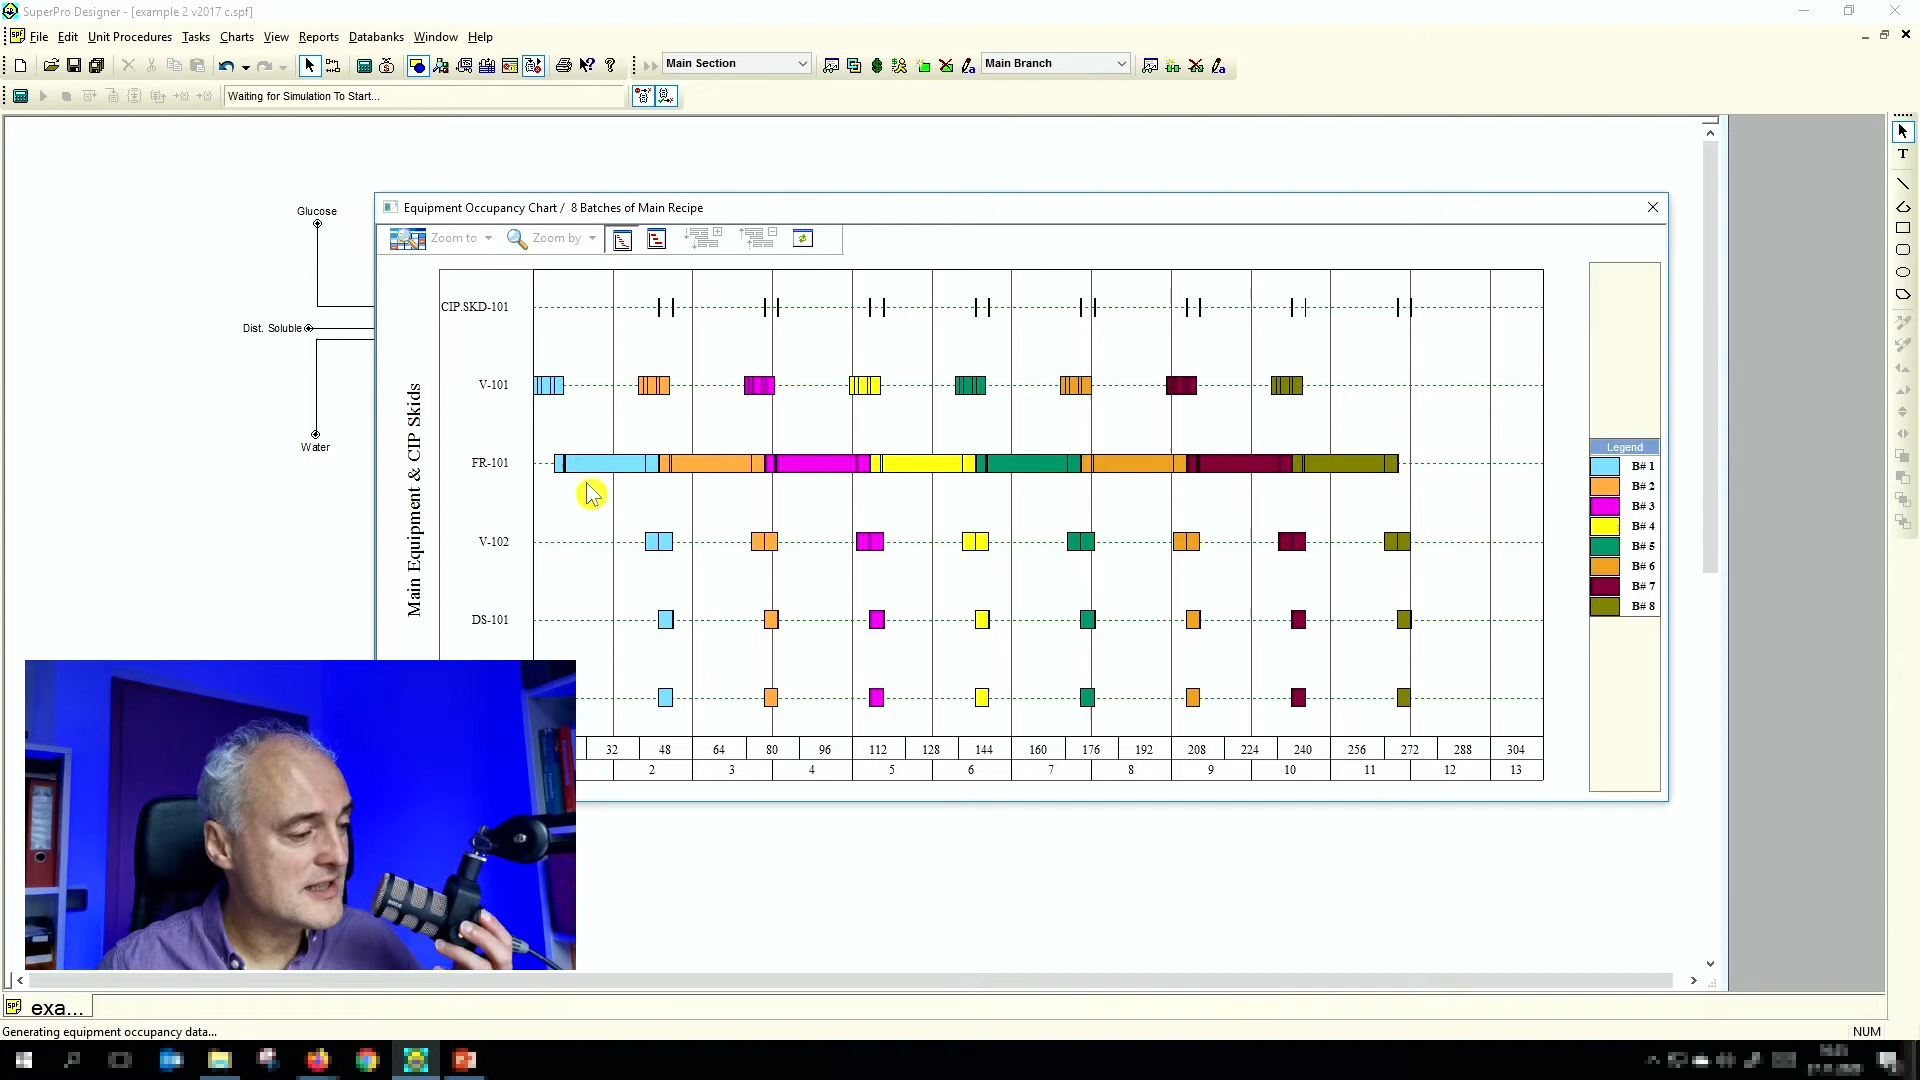 SuperPro Designer - [example 2 v2017 c.spf]
File Edit Unit Procedures Tasks Charts View Reports Databanks Window Help
Main Section
Main Branch
Waiting for Simulation To Start...
Glucose
Dist. Soluble
Water
Equipment Occupancy Chart / 8 Batches of Main Recipe
Zoom to
Zoom by
Main Equipment & CIP Skids
CIP.SKD-101
V-101
FR-101
V-102
DS-101
32 48 64 80 96 112 128 144 160 176 192 208 224 240 256 272 288 304
2 3 4 5 6 7 8 9 10 11 12 13
Legend
B# 1
B# 2
B# 3
B# 4
B# 5
B# 6
B# 7
B# 8
T
exa...
Generating equipment occupancy data...
NUM